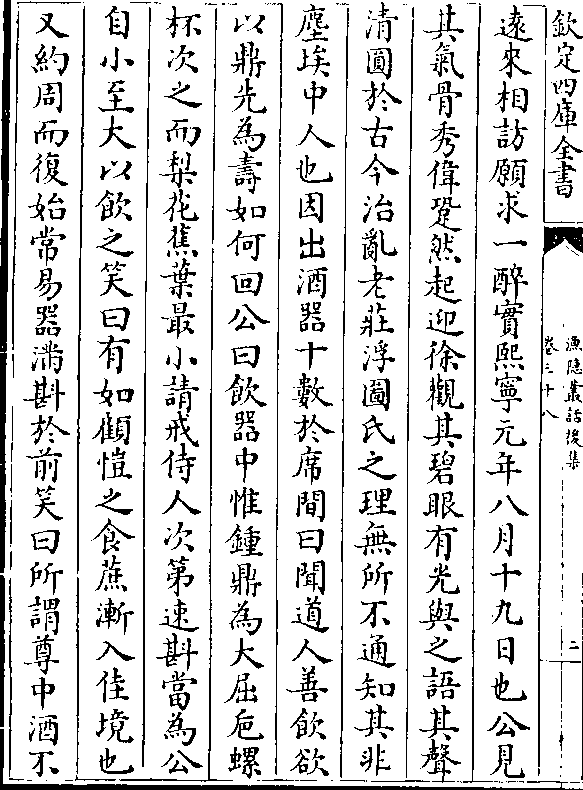 欽定四庫全書
漁隠叢話後集
卷三十八
二
逺來相訪願求一醉實熙寧元年八月十九日也公見
其氣骨秀偉跫然起迎徐觀其碧眼有光與之語其聲
清圓於古今治亂老莊浮圖氏之理無所不通知其非
塵埃中人也因出酒器十數於席間曰聞道人善飲欲
以鼎先為壽如何回公曰飲器中惟鍾鼎為大屈巵螺
杯次之而梨花蕉葉最小請戒侍人次第速斟當為公
自小至大以飲之笑曰有如顧愷之食蔗漸入佳境也
又約周而復始常易器滿斟於前笑曰所謂尊中酒不